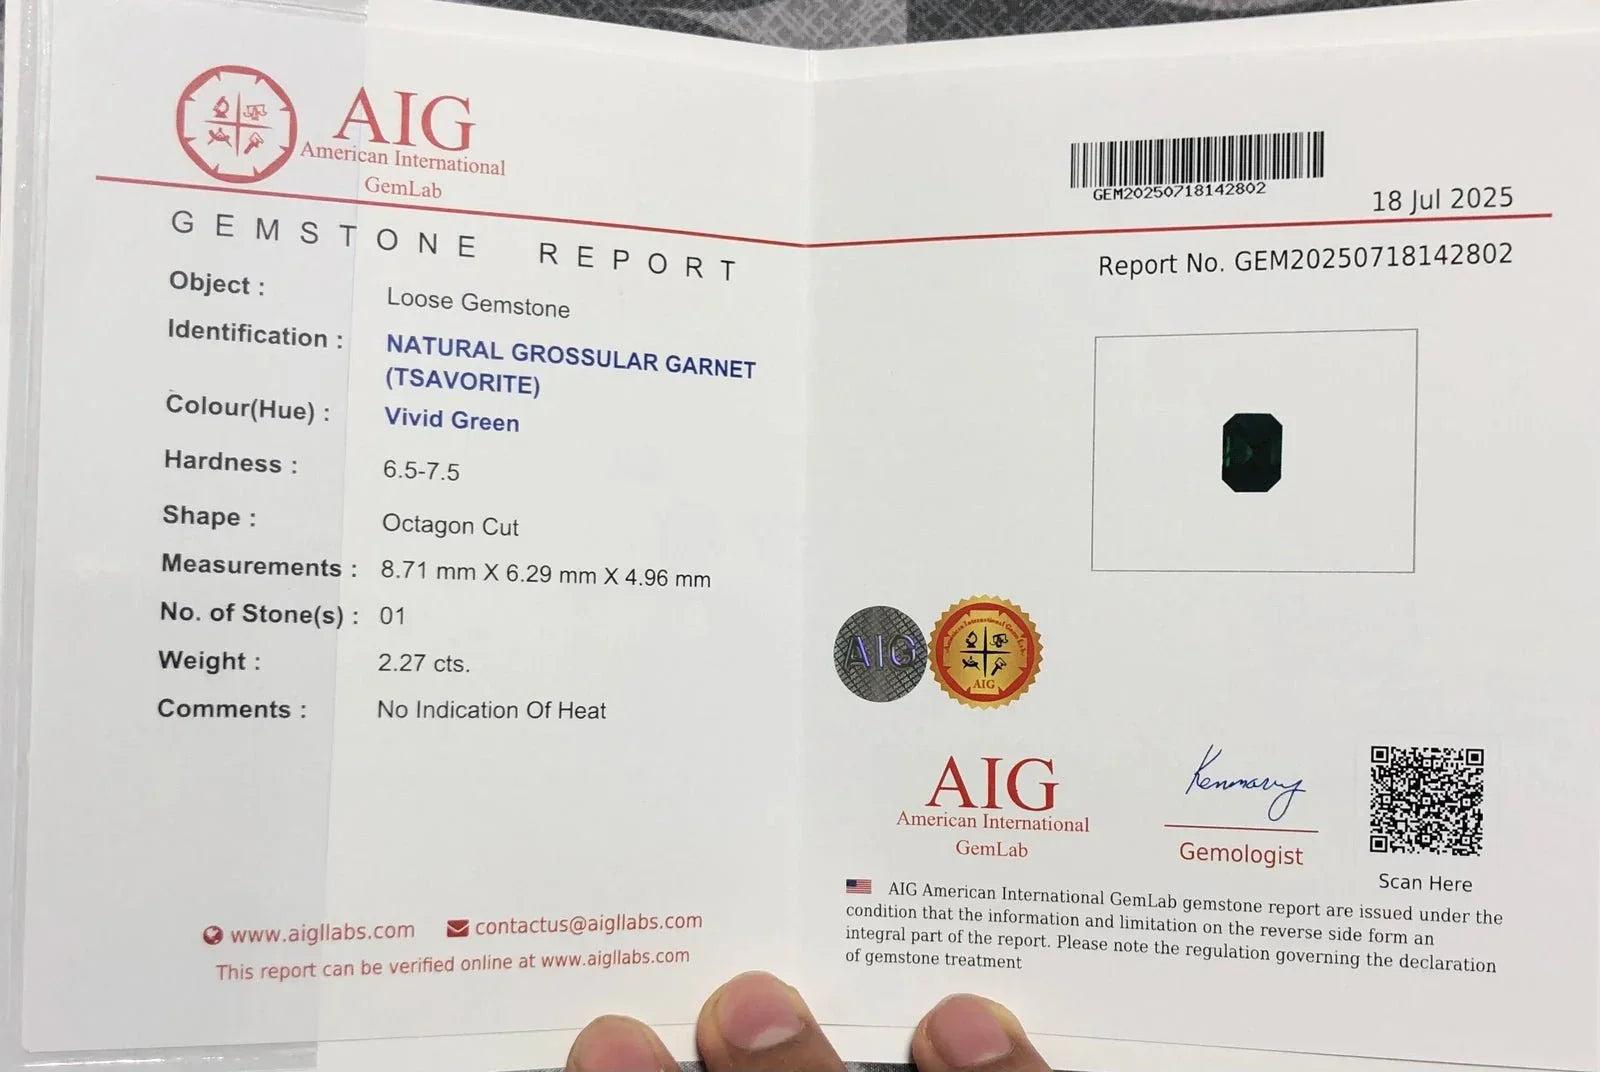 AIG
American International
GemLab
GEMSTONE REPORT
Object : Loose Gemstone
Identification : NATURAL GROSSULAR GARNET
(TSAVORITE)
Colour(Hue) : Vivid Green
Hardness : 6.5-7.5
Shape : Octagon Cut
Measurements : 8.71 mm X 6.29 mm X 4.96 mm
No. of Stone(s) : 01
Weight : 2.27 cts.
Comments : No Indication Of Heat
www.aigllabs.com contactus@aigllabs.com
This report can be verified online at www.aigllabs.com
GEM20250718142802
18 Jul 2025
Report No. GEM20250718142802
AIG
American International Gem Lab.
AIG
AIG
American International
GemLab
Kenmavy
Gemologist
Scan Here
AIG American International GemLab gemstone report are issued under the
condition that the information and limitation on the reverse side form an
integral part of the report. Please note the regulation governing the declaration
of gemstone treatment